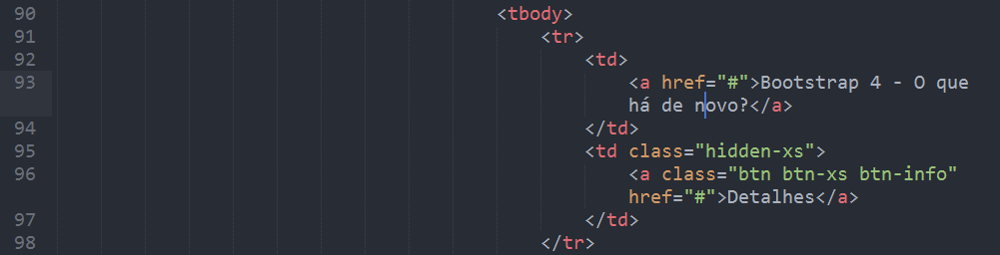 90 <tbody>
91 <tr>
92 <td>
93 <a href="#">Bootstrap 4 - O que
há de novo?</a>
94 </td>
95 <td class="hidden-xs">
96 <a class="btn btn-xs btn-info"
href="#">Detalhes</a>
97 </td>
98 </tr>